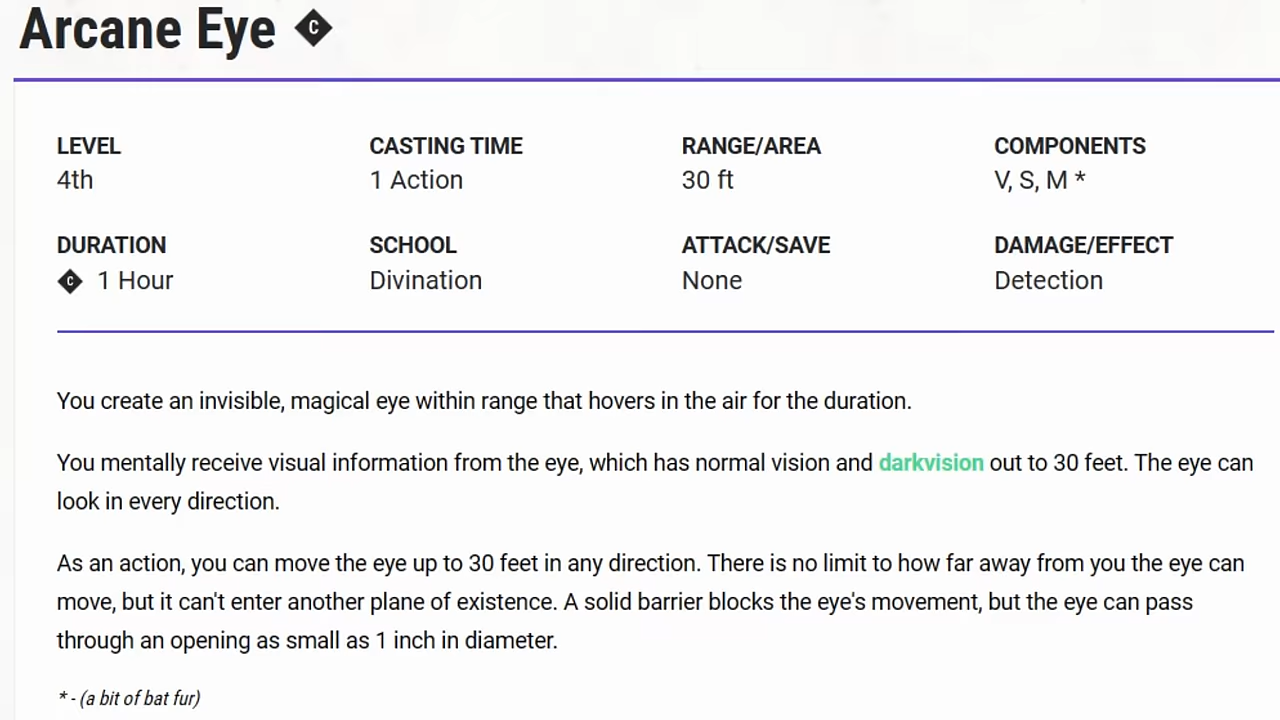 Arcane Eye C
LEVEL CASTING TIME RANGE/AREA COMPONENTS
4th 1 Action 30 ft V, S, M *
DURATION SCHOOL ATTACK/SAVE DAMAGE/EFFECT
C 1 Hour Divination None Detection
You create an invisible, magical eye within range that hovers in the air for the duration.
You mentally receive visual information from the eye, which has normal vision and darkvision out to 30 feet. The eye can
look in every direction.
As an action, you can move the eye up to 30 feet in any direction. There is no limit to how far away from you the eye can
move, but it can't enter another plane of existence. A solid barrier blocks the eye's movement, but the eye can pass
through an opening as small as 1 inch in diameter.
* - (a bit of bat fur)